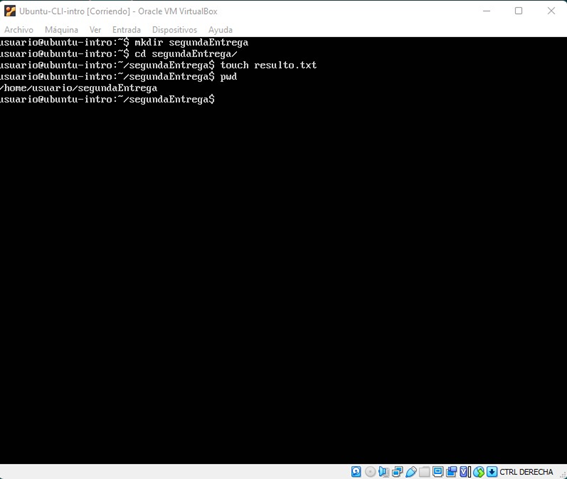 Ubuntu-CLI-intro [Corriendo] - Oracle VM VirtualBox
Archivo Máquina Ver Entrada Dispositivos Ayuda
usuario@ubuntu-intro:~$ mkdir segundaEntrega
usuario@ubuntu-intro:~$ cd segundaEntrega/
usuario@ubuntu-intro:~/segundaEntrega$ touch resulto.txt
usuario@ubuntu-intro:~/segundaEntrega$ pwd
/home/usuario/segundaEntrega
usuario@ubuntu-intro:~/segundaEntrega$
CTRL DERECHA